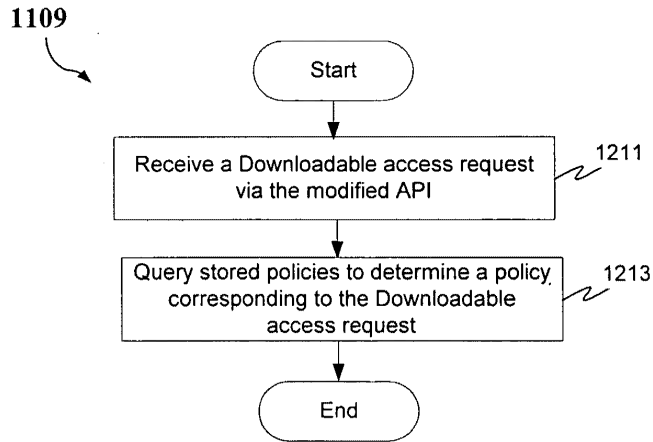 1109
Start
Receive a Downloadable access request
via the modified API
1211
Query stored policies to determine a policy
corresponding to the Downloadable
access request
1213
End